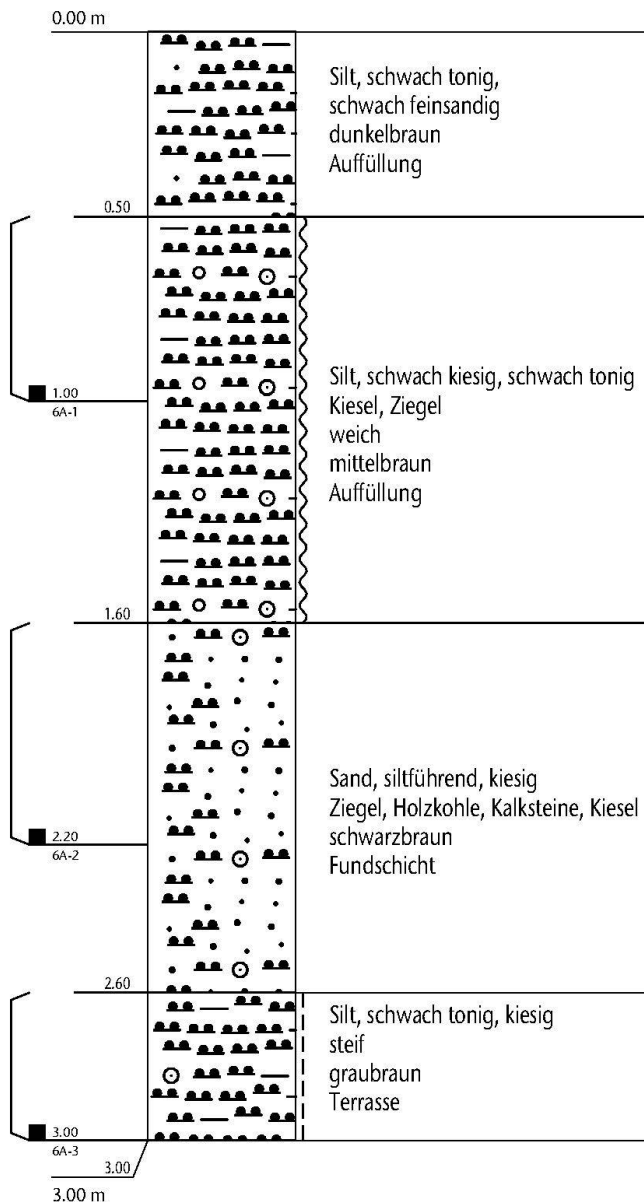 0.00 m
Silt, schwach tonig,
schwach feinsandig
dunkelbraun
Auffüllung
0.50
Silt, schwach kiesig, schwach tonig
Kiesel, Ziegel
weich
mittelbraun
Auffüllung
1.00
6A-1
1.60
Sand, siltführend, kiesig
Ziegel, Holzkohle, Kalksteine, Kiesel
schwarzbraun
Fundschicht
2.20
6A-2
2.60
Silt, schwach tonig, kiesig
steif
graubraun
Terrasse
3.00
6A-3
3.00
3.00 m